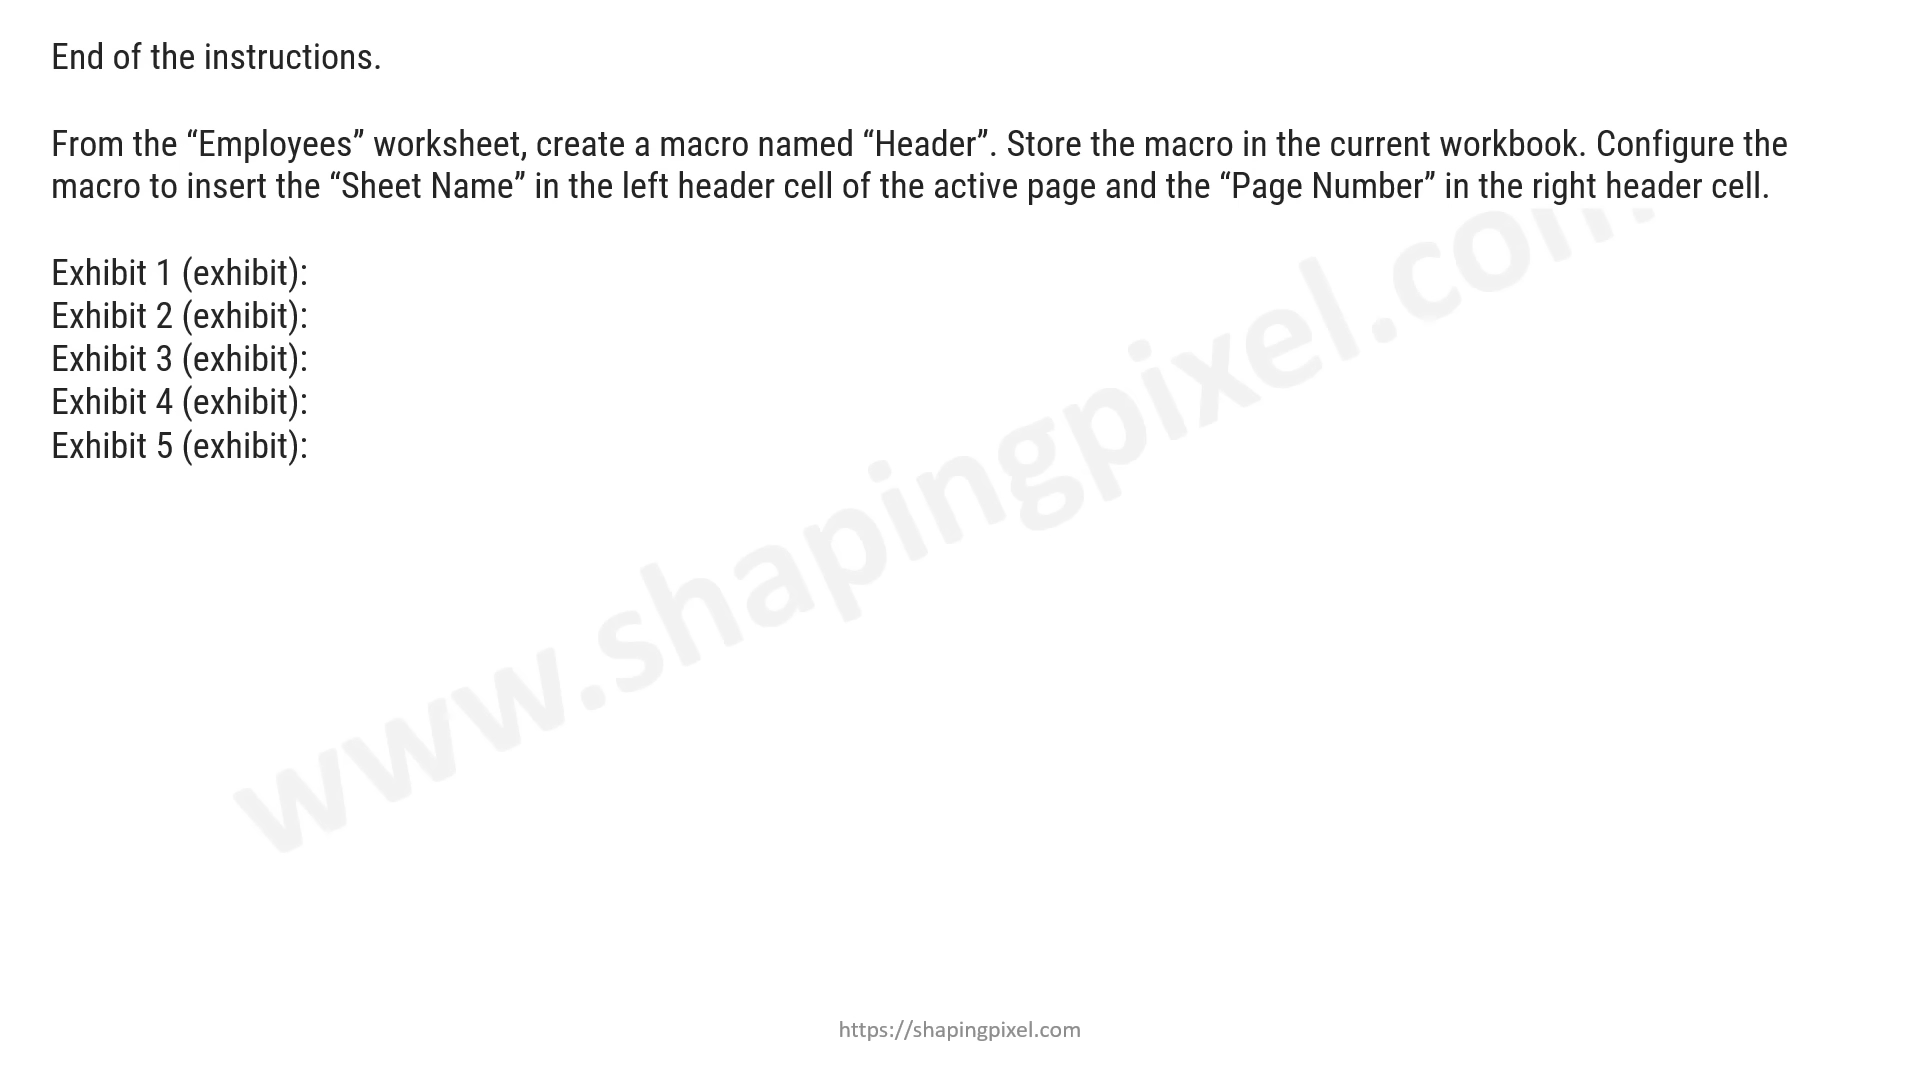 End of the instructions.
From the “Employees” worksheet, create a macro named “Header”. Store the macro in the current workbook. Configure the
macro to insert the “Sheet Name” in the left header cell of the active page and the “Page Number” in the right header cell.
Exhibit 1 (exhibit):
Exhibit 2 (exhibit):
Exhibit 3 (exhibit):
Exhibit 4 (exhibit):
Exhibit 5 (exhibit):
www.shapingpixel.com
https://shapingpixel.com